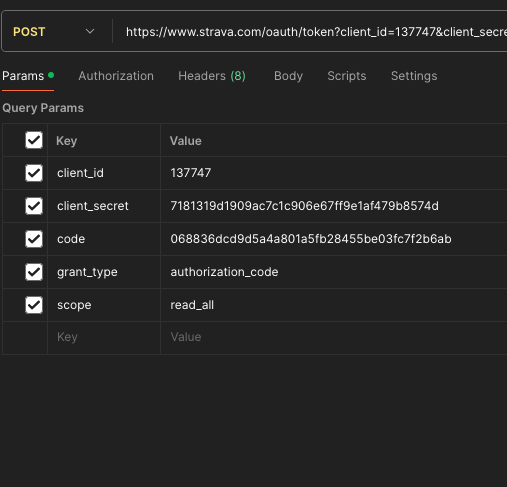 POST https://www.strava.com/oauth/token?client_id=137747&client_secre
Params Authorization Headers (8) Body Scripts Settings
Query Params
Key Value
client_id 137747
client_secret 7181319d1909ac7c1c906e67ff9e1af479b8574d
code 068836dcd9d5a4a801a5fb28455be03fc7f2b6ab
grant_type authorization_code
scope read_all
Key Value